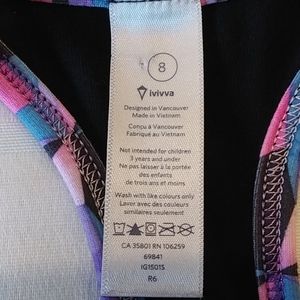 8
ivivva
Designed in Vancouver
Made in Vietnam
Conçu à Vancouver
Fabriqué au Vietnam
Not intended for children
3 years and under
Ne pas laisser à la portée
des enfants
de trois ans et moins
Wash with like colours only
Laver avec des couleurs
similaires seulement
CA 35801 RN 106259
69841
IG1501S
R6